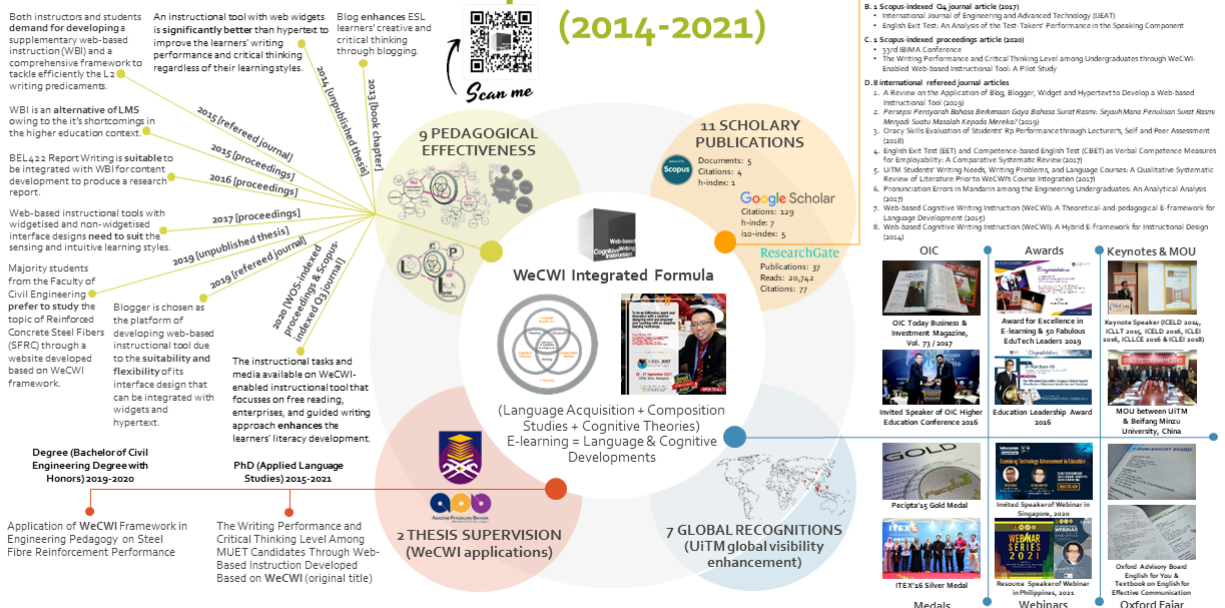 (2014-2021)
Scan me
Both instructors and students
demand for developing a
supplementary web-based
instruction (WBI) and a
comprehensive framework to
tackle efficiently the L2
writing predicaments.
An instructional tool with web widgets
is significantly better than hypertext to
improve the learners' writing
performance and critical thinking
regardless of their learning styles.
Blog enhances ESL
learners' creative and
critical thinking
through blogging.
WBI is an alternative of LMS
owing to the it's shortcomings in
the higher education context.
BEL422 Report Writing is suitable to
be integrated with WBI for content
development to produce a research
report.
Web-based instructional tools with
widgetised and non-widgetised
interface designs need to suit the
sensing and intuitive learning styles.
Majority students
from the Faculty of
Civil Engineering
prefer to study the
topic of Reinforced
Concrete Steel Fibers
(SFRC) through a
website developed
based on WeCWI
framework.
Blogger is chosen as
the platform of
developing web-based
instructional tool due
to the suitability and
flexibility of its
interface design that
can be integrated with
widgets and
hypertext.
The instructional tasks and
media available on WeCWI-
enabled instructional tool that
focusses on free reading,
enterprises, and guided writing
approach enhances the
learners' literacy development.
2013 [book chapter]
2014 [unpublished thesis]
2015 [refereed journal]
2015 [proceedings]
2016 [proceedings]
2017 [proceedings]
2019 [unpublished thesis]
2019 [refereed journal]
2020 [WOS-indexed
proceedings & Scopus-
indexed Q3 journal]
9 PEDAGOGICAL
EFFECTIVENESS
L
C
P
L
11 SCHOLARY
PUBLICATIONS
Scopus
Documents: 5
Citations: 4
h-index: 1
Google Scholar
Citations: 129
h-inde: 7
i10-index: 5
ResearchGate
Publications: 37
Reads: 20,742
Citations: 77
Web-based
Cognitive Writing
Instruction
WeCWI Integrated Formula
(Language Acquisition + Composition
Studies + Cognitive Theories)
E-learning = Language & Cognitive
Developments
B. 1 Scopus-indexed Q4 journal article (2017)
• International Journal of Engineering and Advanced Technology (IJEAT)
• English Exit Test: An Analysis of the Test-Takers' Performance in the Speaking Component
C. 1 Scopus-indexed proceedings article (2020)
• 33rd IBIMA Conference
• The Writing Performance and Critical Thinking Level among Undergraduates through WeCWI-
Enabled Web-based Instructional Tool: A Pilot Study
D. 8 international refereed journal articles
1. A Review on the Application of Blog, Blogger, Widget and Hypertext to Develop a Web-based
Instructional Tool (2019)
2. Persepsi Pensyarah Bahasa Berkenaan Gaya Bahasa Surat Rasmi: Sejauh Mana Penulisan Surat Rasmi
Menjadi Suatu Masalah Kepada Mereka? (2019)
3. Oracy Skills Evaluation of Students' Rp Performance through Lecturer's, Self and Peer Assessment
(2018)
4. English Exit Test (EET) and Competence-based English Test (CBET) as Verbal Competence Measures
for Employability: A Comparative Systematic Review (2017)
5. UiTM Students' Writing Needs, Writing Problems, and Language Courses: A Qualitative Systematic
Review of Literature Prior to WeCWI's Course Integration (2017)
6. Pronunciation Errors in Mandarin among the Engineering Undergraduates: An Analytical Analysis
(2017)
7. Web-based Cognitive Writing Instruction (WeCWI): A Theoretical-and-pedagogical E-framework for
Language Development (2015)
8. Web-based Cognitive Writing Instruction (WeCWI): A Hybrid E-framework for Instructional Design
(2014)
OIC
Awards
Keynotes & MOU
OIC Today Business &
Investment Magazine,
Vol. 73 / 2017
Award for Excellence in
E-learning & 50 Fabulous
EduTech Leaders 2019
Keynote Speaker (ICELD 2014,
ICLLT 2015, ICELD 2016, ICLEI
2016, ICLLCE 2016 & ICLEI 2018)
Invited Speaker of OIC Higher
Education Conference 2016
Education Leadership Award
2016
MOU between UiTM
& Beifang Minzu
University, China
GOLD
Pecipta'15 Gold Medal
Invited Speaker of Webinar in
Singapore, 2020
ITEX
ITEX'16 Silver Medal
WEBINAR
SERIES
2021
WEBINAR
Resource Speaker of Webinar
in Philippines, 2021
Oxford Advisory Board
English for You &
Textbook on English for
Effective Communication
Medals
Webinars
Oxford Fajar
Degree (Bachelor of Civil
Engineering Degree with
Honors) 2019-2020
PhD (Applied Language
Studies) 2015-2021
Application of WeCWI Framework in
Engineering Pedagogy on Steel
Fibre Reinforcement Performance
The Writing Performance and
Critical Thinking Level Among
MUET Candidates Through Web-
Based Instruction Developed
Based on WeCWI (original title)
2 THESIS SUPERVISION
(WeCWI applications)
7 GLOBAL RECOGNITIONS
(UiTM global visibility
enhancement)